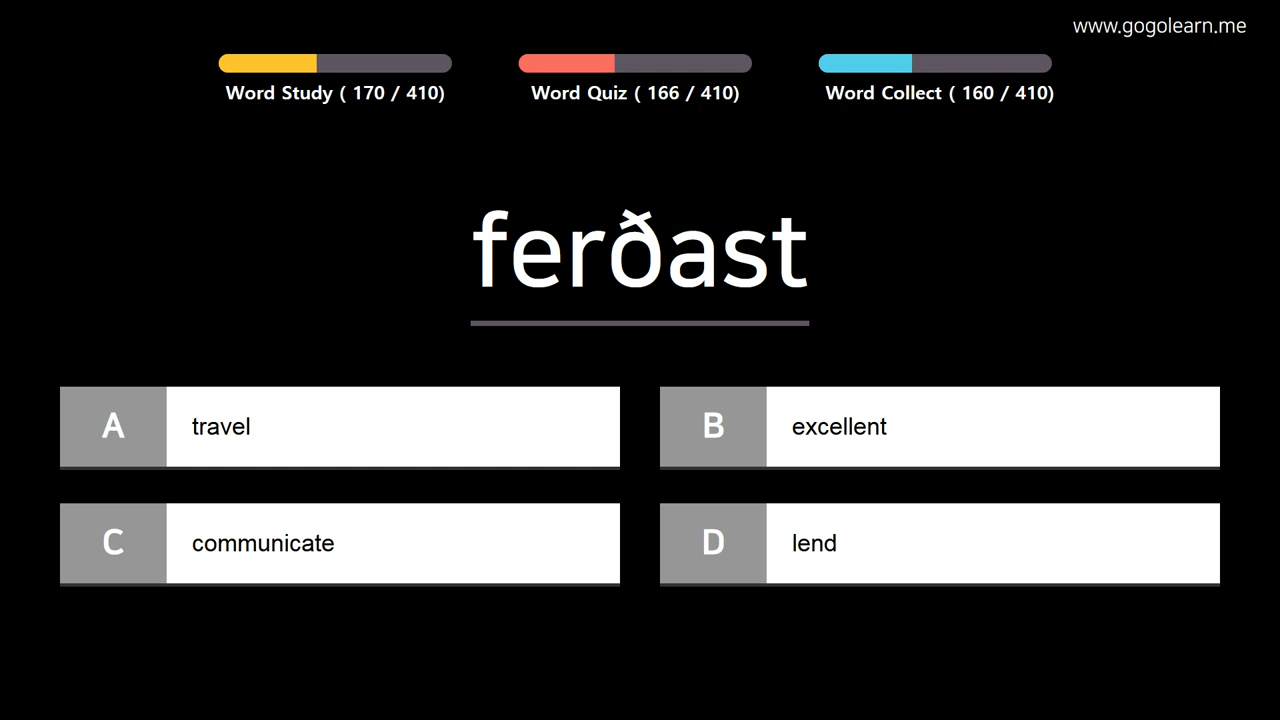 www.gogolearn.me
Word Study ( 170 / 410)
Word Quiz ( 166 / 410)
Word Collect ( 160 / 410)
ferðast
A travel
B excellent
C communicate
D lend